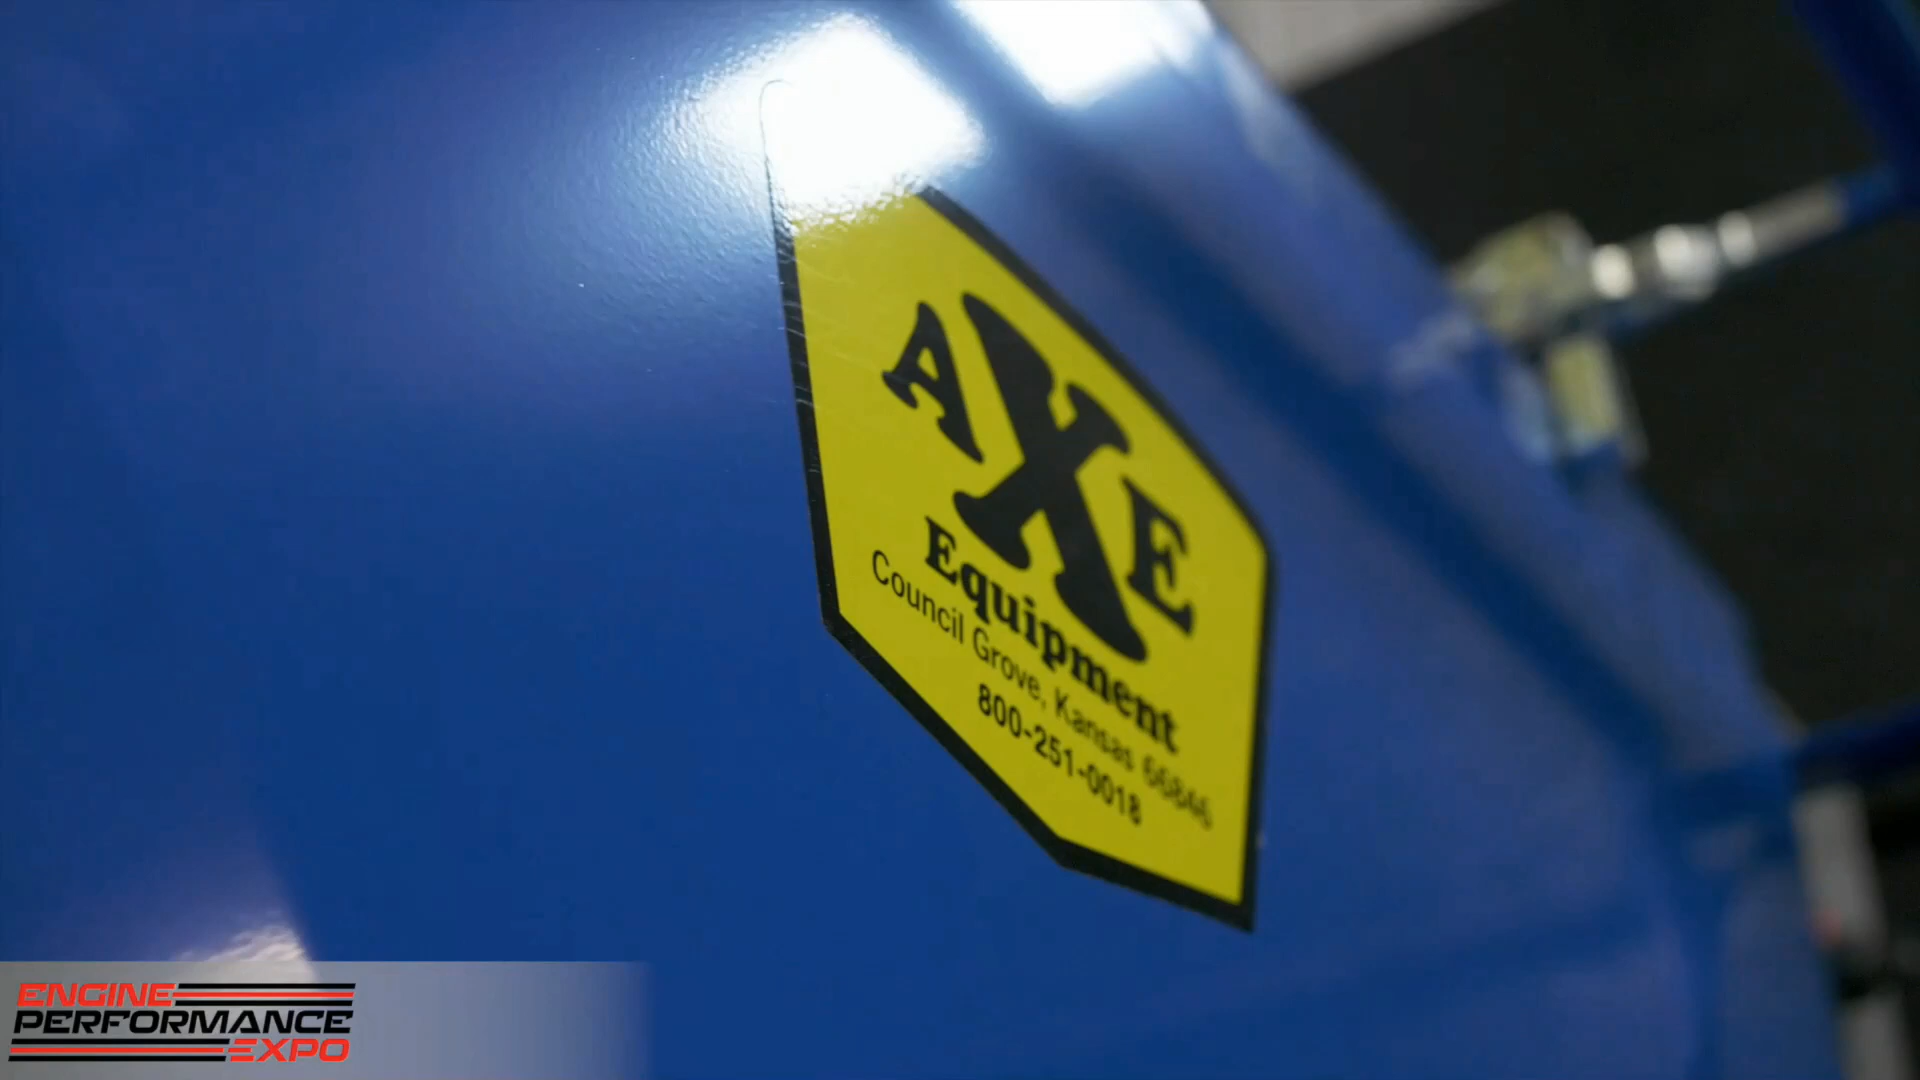 AXE
Equipment
Council Grove, Kansas 66846
800-251-0018
ENGINE
PERFORMANCE
EXPO